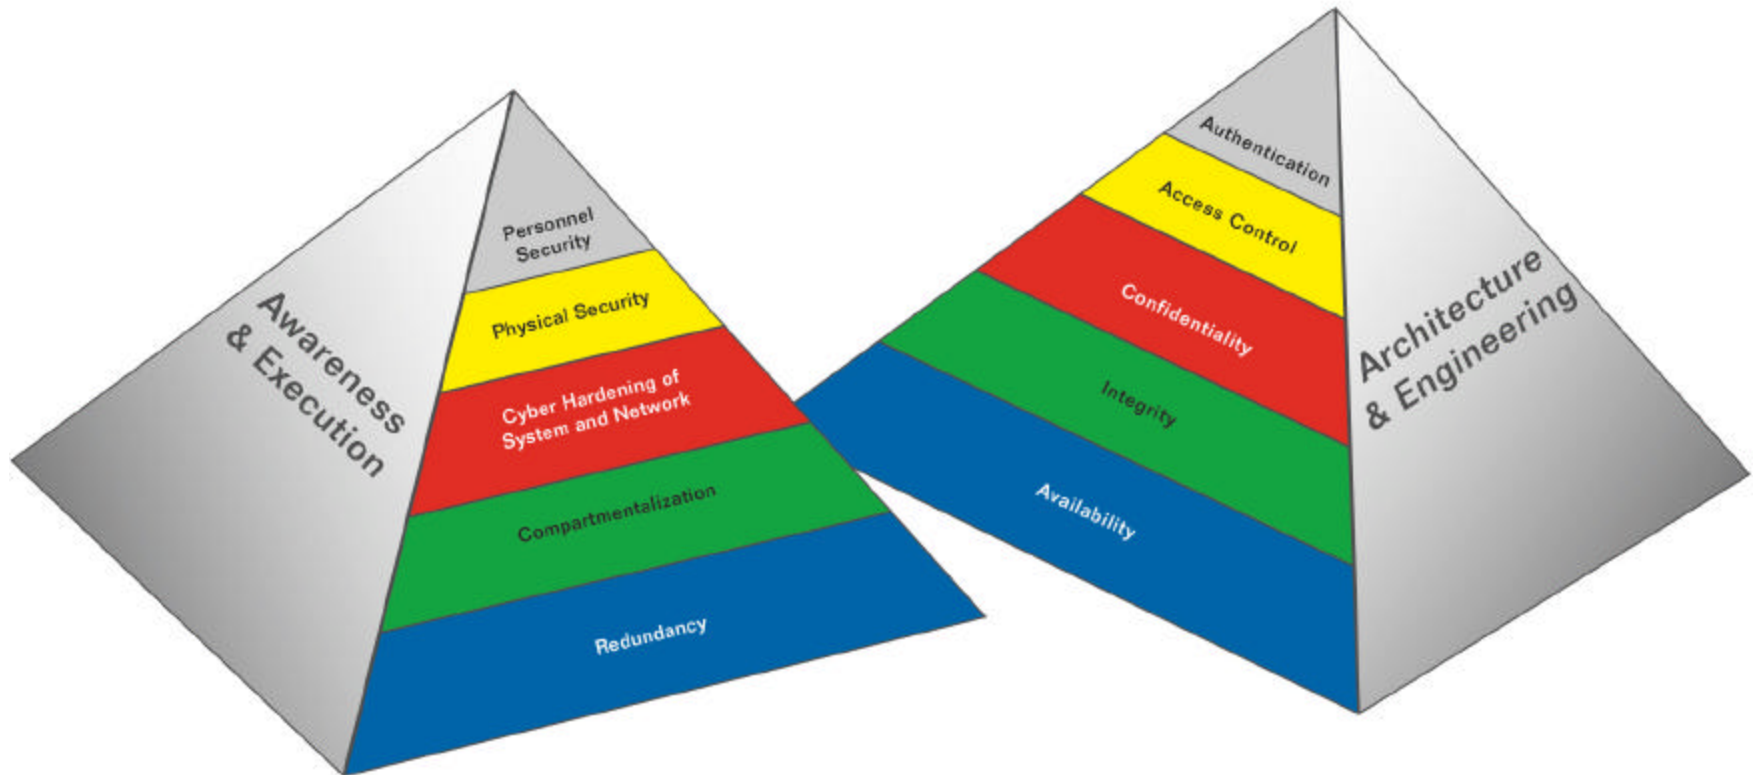 Awareness
& Execution
Personnel
Security
Physical Security
Cyber Hardening of
System and Network
Compartmentalization
Redundancy
Authentication
Access Control
Confidentiality
Integrity
Availability
Architecture
& Engineering